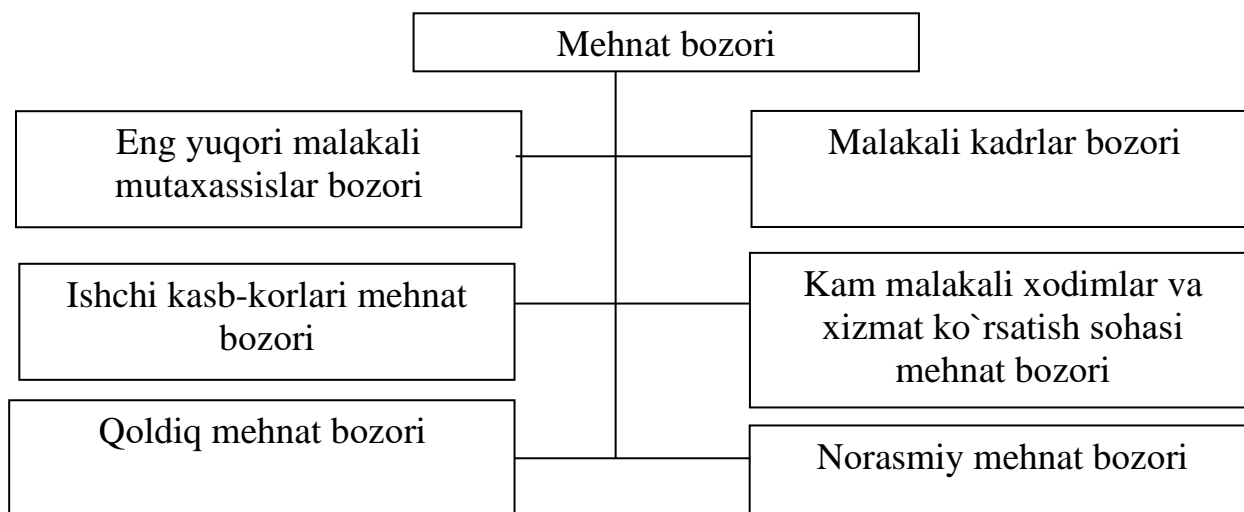 Mehnat bozori
Eng yuqori malakali
mutaxassislar bozori
Malakali kadrlar bozori
Ishchi kasb-korlari mehnat
bozori
Kam malakali xodimlar va
xizmat ko`rsatish sohasi
mehnat bozori
Qoldiq mehnat bozori
Norasmiy mehnat bozori